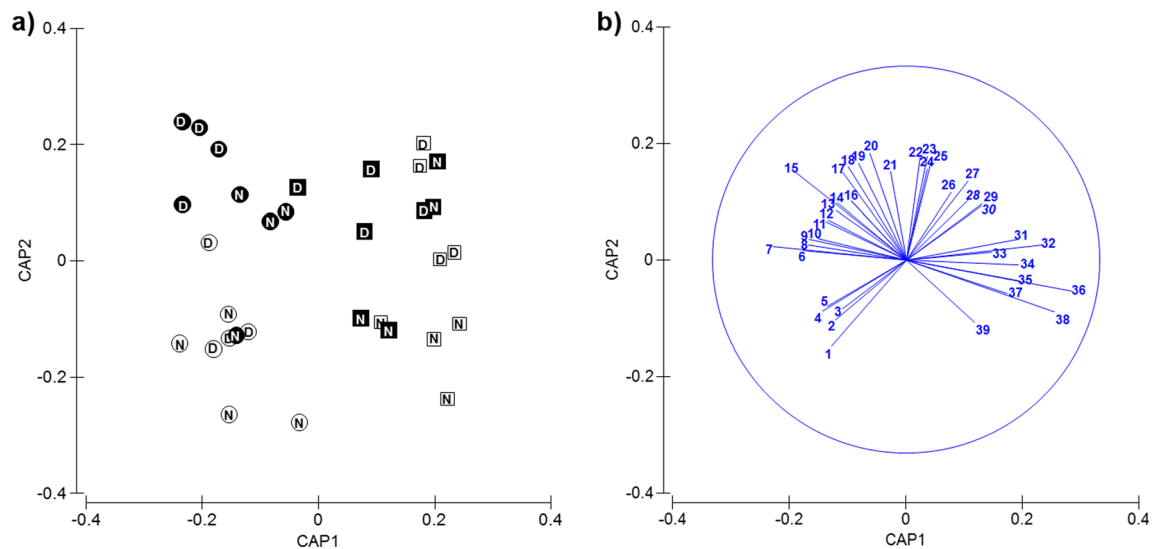 a)
0.4
0.2
0
-0.2
-0.4
CAP2
D D D D N N N
D D D D N N N N
D D N D D
D N D D D N N N N
N N N N
-0.4 -0.2 0 0.2 0.4
CAP1
b)
0.4
0.2
0
-0.2
-0.4
CAP2
15 17 18 19 20 21 22 23 24 25
26 27 28 29 30
16 14 13 12 11 10 9 8 7 6
31 32 33 34 35 36 37 38 39
5 4 3 2 1
-0.4 -0.2 0 0.2 0.4
CAP1